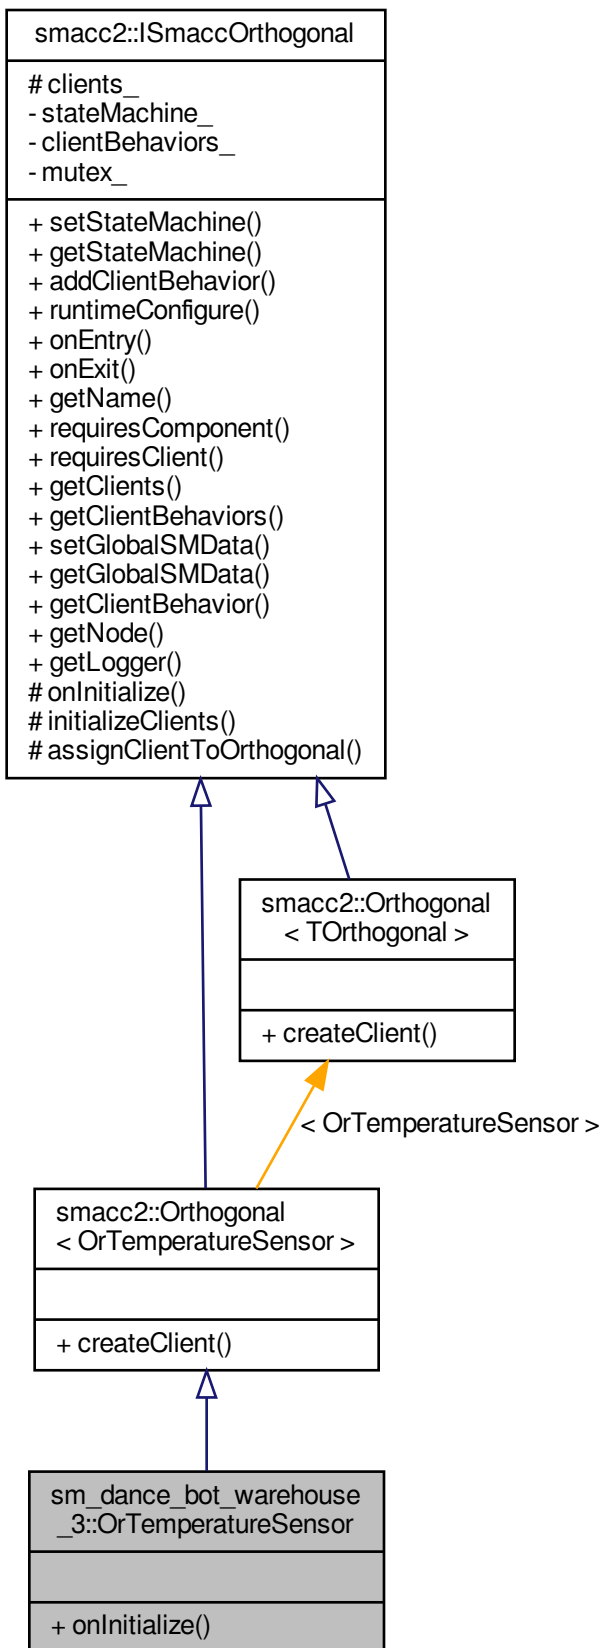 smacc2::ISmaccOrthogonal
# clients_
- stateMachine_
- clientBehaviors_
- mutex_
+ setStateMachine()
+ getStateMachine()
+ addClientBehavior()
+ runtimeConfigure()
+ onEntry()
+ onExit()
+ getName()
+ requiresComponent()
+ requiresClient()
+ getClients()
+ getClientBehaviors()
+ setGlobalSMData()
+ getGlobalSMData()
+ getClientBehavior()
+ getNode()
+ getLogger()
# onInitialize()
# initializeClients()
# assignClientToOrthogonal()
smacc2::Orthogonal
< TOrthogonal >
+ createClient()
< OrTemperatureSensor >
smacc2::Orthogonal
< OrTemperatureSensor >
+ createClient()
sm_dance_bot_warehouse
_3::OrTemperatureSensor
+ onInitialize()